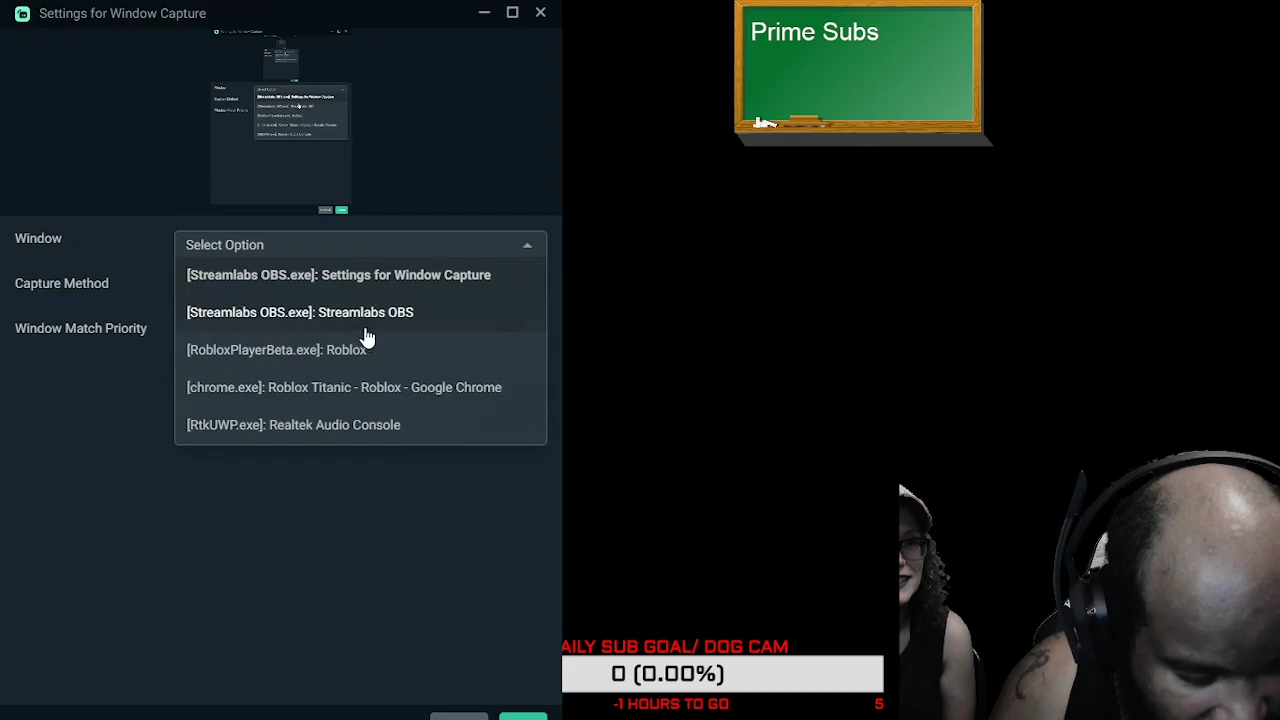 Settings for Window Capture
Window
Select Option
[Streamlabs OBS.exe]: Settings for Window Capture
Capture Method
[Streamlabs OBS.exe]: Streamlabs OBS
Window Match Priority
[RobloxPlayerBeta.exe]: Roblox
[chrome.exe]: Roblox Titanic - Roblox - Google Chrome
[RtkUWP.exe]: Realtek Audio Console
Prime Subs
AILY SUB GOAL/ DOG CAM
0 (0.00%)
-1 HOURS TO GO 5